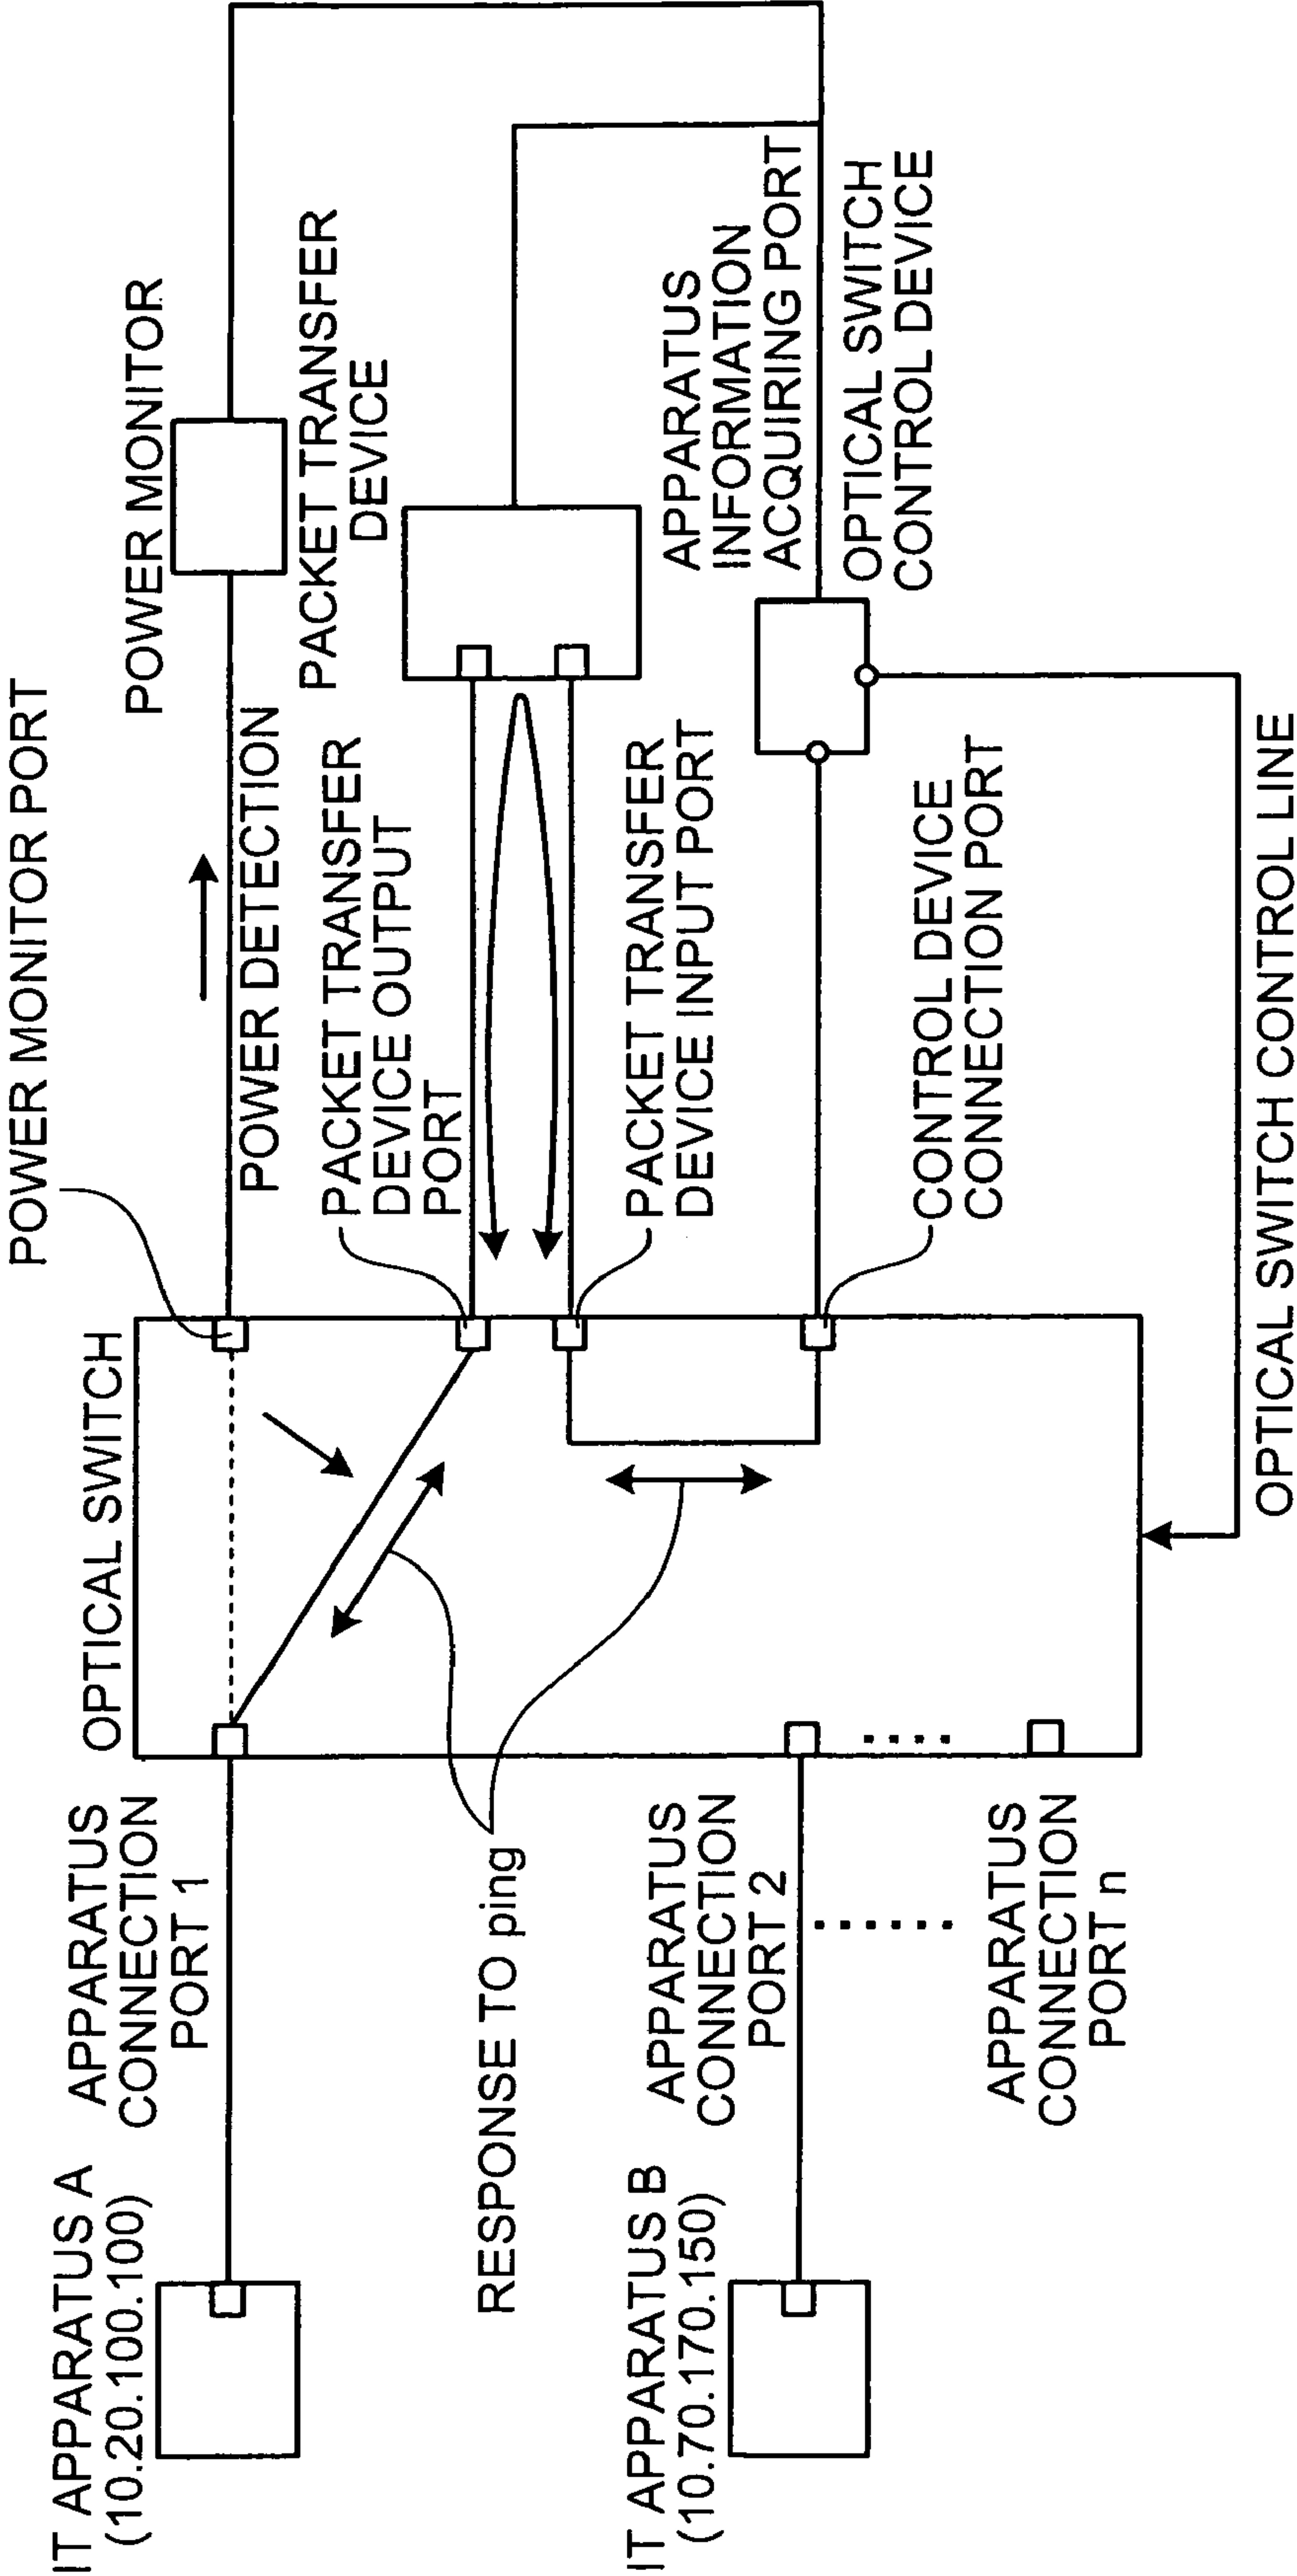 POWER MONITOR PORT
POWER MONITOR
OPTICAL SWITCH
POWER DETECTION
PACKET TRANSFER
DEVICE
IT APPARATUS A
(10.20.100.100)
APPARATUS
CONNECTION
PORT 1
PACKET TRANSFER
DEVICE OUTPUT
PORT
RESPONSE TO ping
PACKET TRANSFER
DEVICE INPUT PORT
APPARATUS
INFORMATION
ACQUIRING PORT
IT APPARATUS B
(10.70.170.150)
APPARATUS
CONNECTION
PORT 2
OPTICAL SWITCH
CONTROL DEVICE
CONTROL DEVICE
CONNECTION PORT
APPARATUS
CONNECTION
PORT n
OPTICAL SWITCH CONTROL LINE